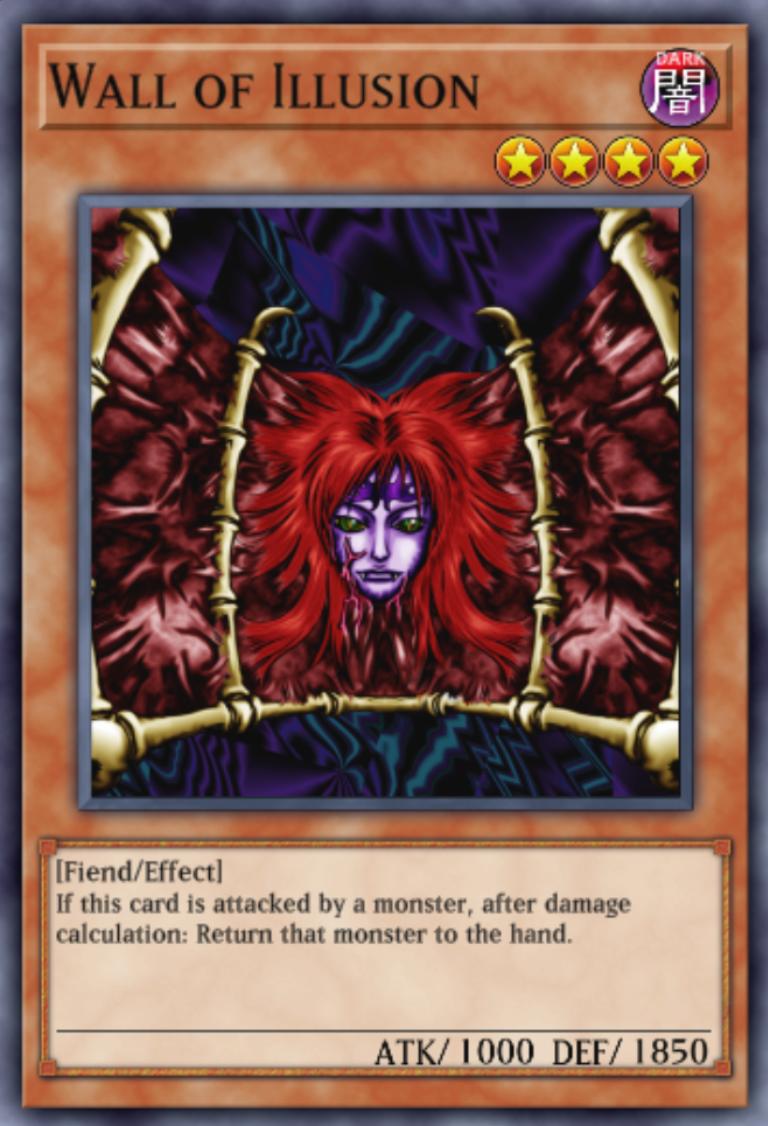 Wall of Illusion
DARK
闇
[Fiend/Effect]
If this card is attacked by a monster, after damage
calculation: Return that monster to the hand.
ATK/ 1000 DEF/ 1850